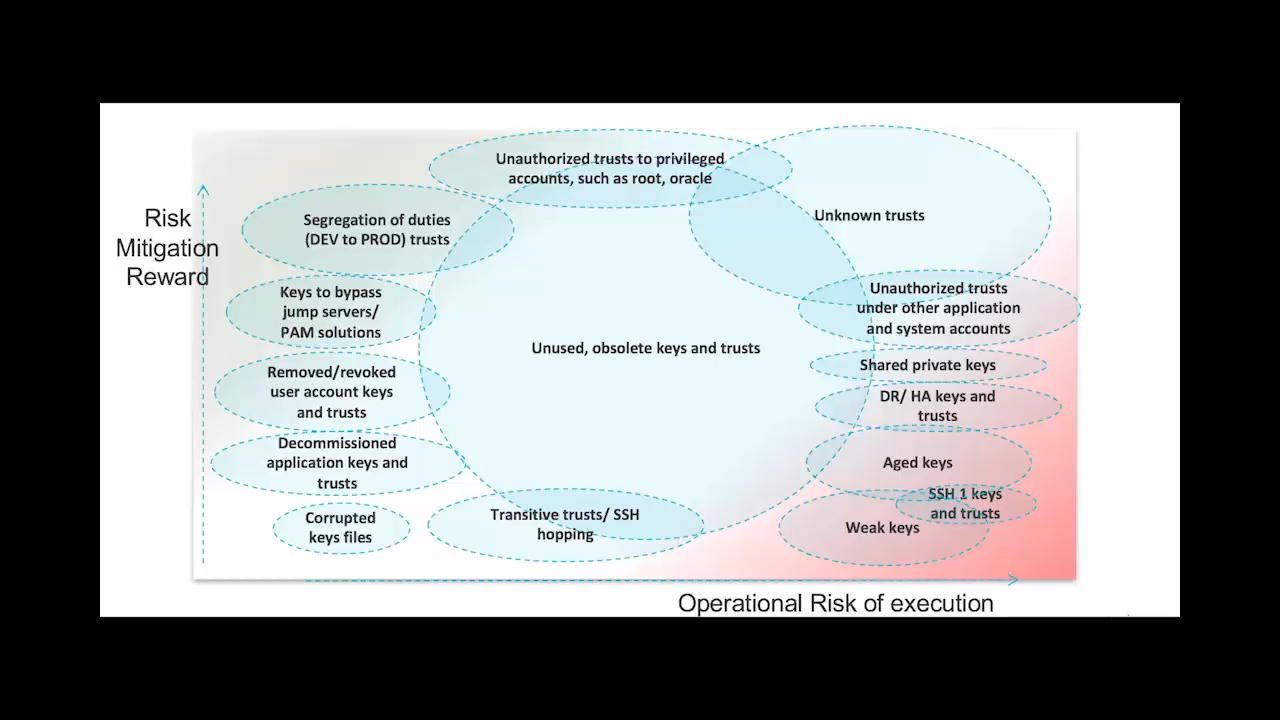 Unauthorized trusts to privileged
accounts, such as root, oracle
Risk
Mitigation
Reward
Segregation of duties
(DEV to PROD) trusts
Unknown trusts
Keys to bypass
jump servers/
PAM solutions
Unauthorized trusts
under other application
and system accounts
Unused, obsolete keys and trusts
Shared private keys
Removed/revoked
user account keys
and trusts
DR/ HA keys and
trusts
Decommissioned
application keys and
trusts
Aged keys
SSH 1 keys
and trusts
Corrupted
keys files
Transitive trusts/ SSH
hopping
Weak keys
Operational Risk of execution